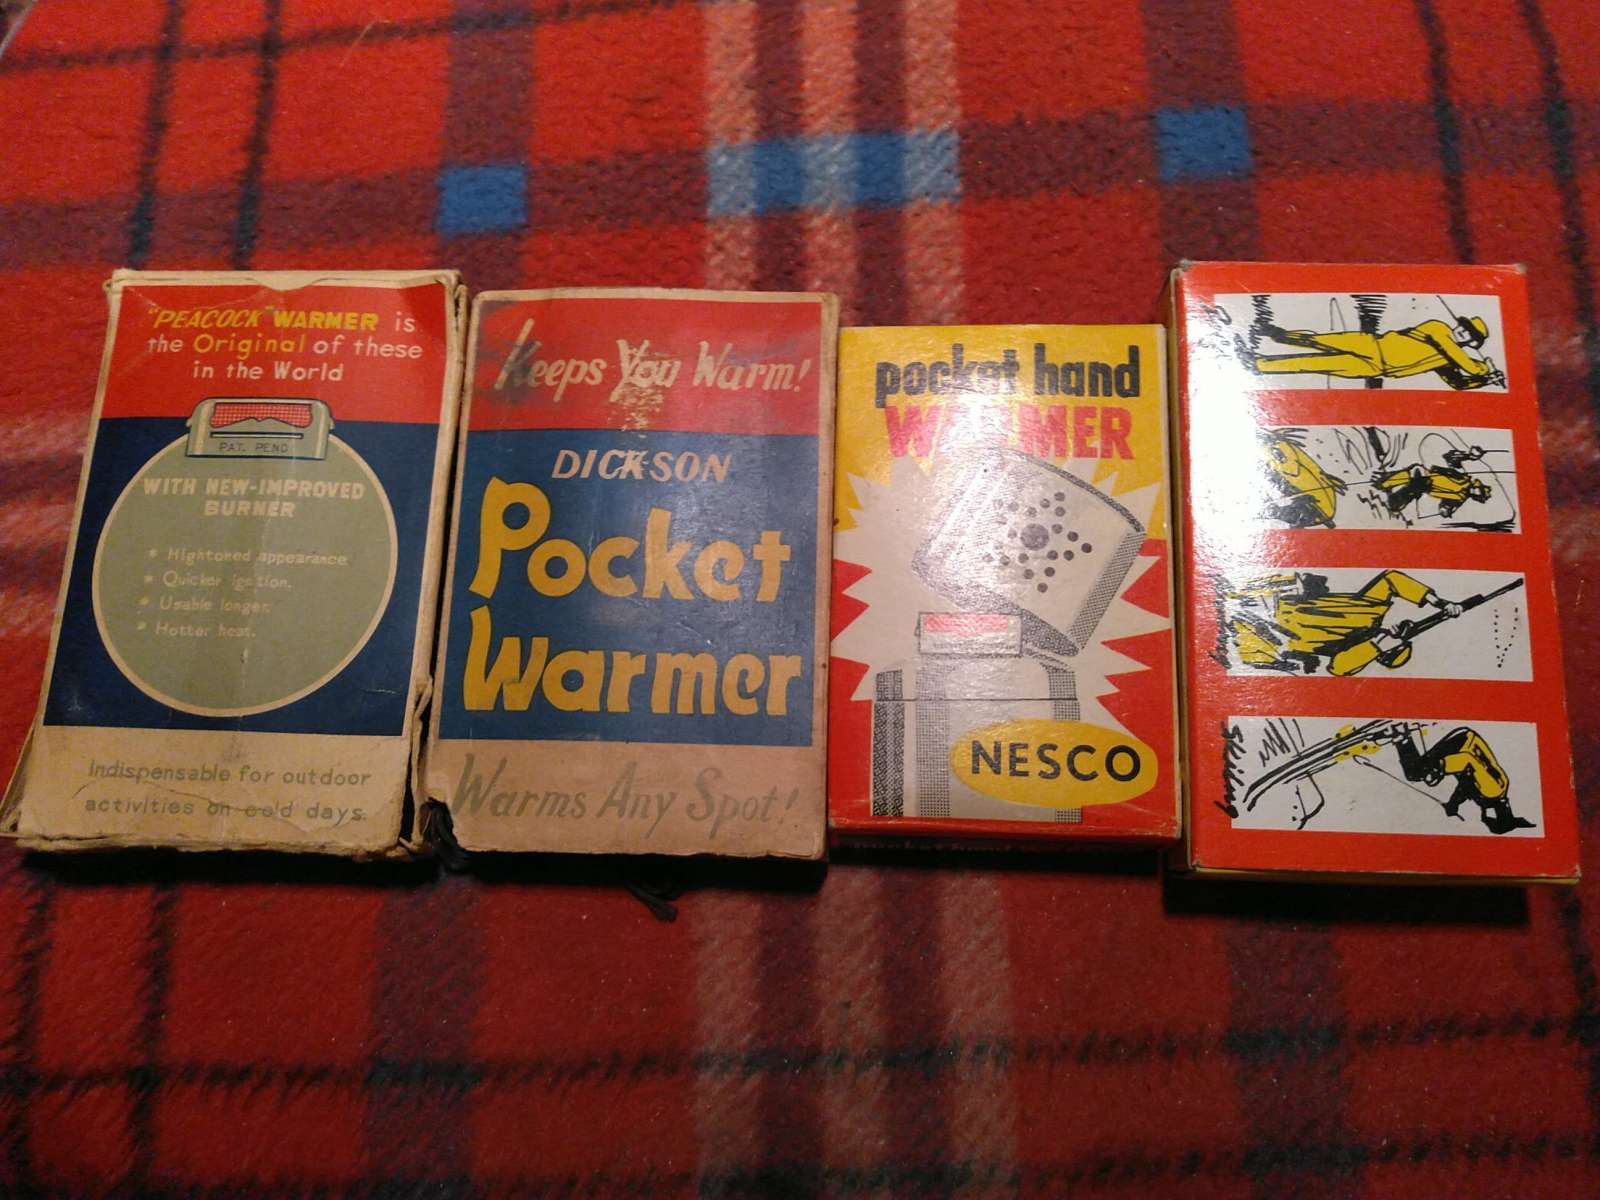 "PEACOCK" WARMER is
the Original of these
in the World
PAT. PEND
WITH NEW-IMPROVED
BURNER
* Hightoned appearance.
* Quicker ignition.
* Usable longer.
* Hotter heat.
Indispensable for outdoor
activities on cold days.
Keeps You Warm!
DICKSON
Pocket
Warmer
Warms Any Spot!
pocket hand
WARMER
NESCO
Skiing